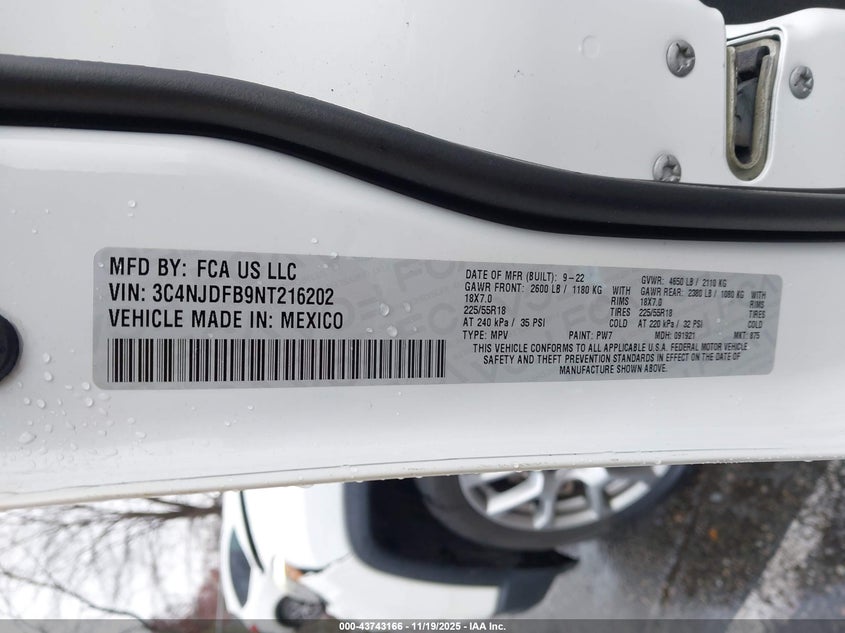 MFD BY: FCA US LLC
VIN: 3C4NJDFB9NT216202
VEHICLE MADE IN: MEXICO
DATE OF MFR (BUILT): 9-22 GVWR: 4650 LB / 2110 KG
GAWR FRONT: 2600 LB / 1180 KG WITH GAWR REAR: 2380 LB / 1080 KG WITH
18X7.0 RIMS 18X7.0 RIMS
225/55R18 TIRES 225/55R18 TIRES
AT 240 kPa / 35 PSI COLD AT 220 kPa / 32 PSI COLD
TYPE: MPV PAINT: PW7 MDH: 091921 MKT: 875
THIS VEHICLE CONFORMS TO ALL APPLICABLE U.S.A. FEDERAL MOTOR VEHICLE
SAFETY AND THEFT PREVENTION STANDARDS IN EFFECT ON THE DATE OF
MANUFACTURE SHOWN ABOVE.
000-43743166 - 11/19/2025 - IAA Inc.